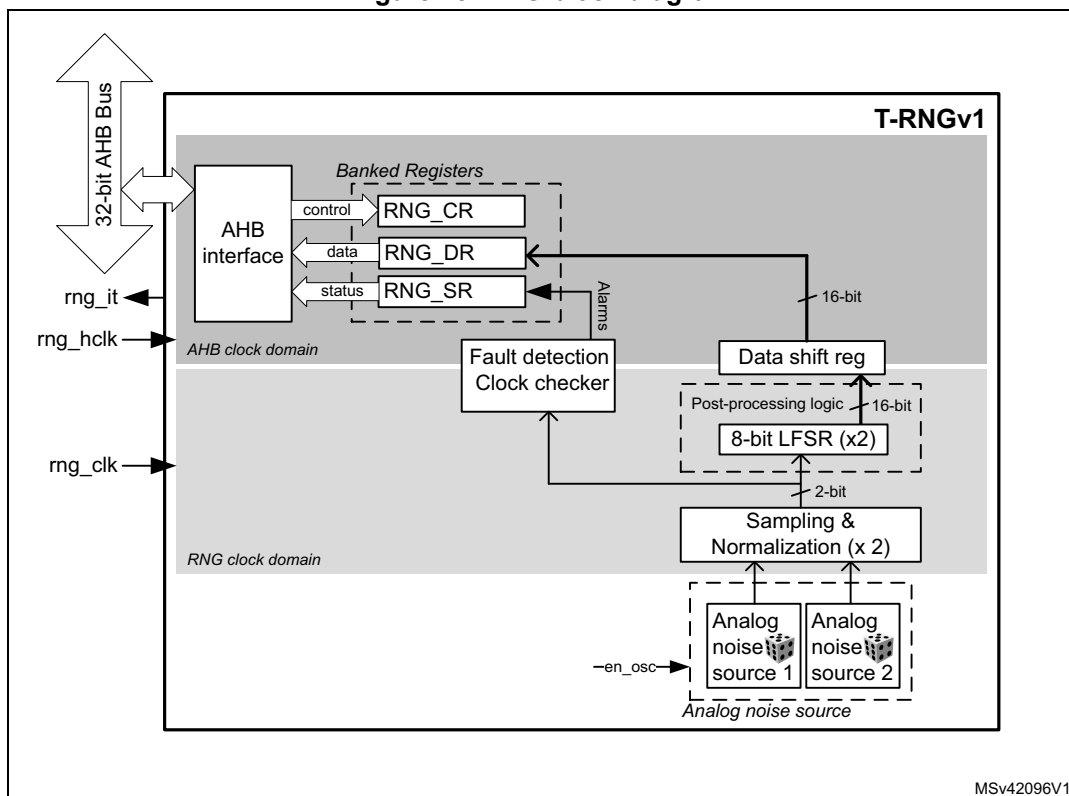 T-RNGv1
32-bit AHB Bus
Banked Registers
AHB
interface
control
RNG_CR
data
RNG_DR
status
RNG_SR
Alarms
16-bit
rng_it
rng_hclk
AHB clock domain
Fault detection
Clock checker
Data shift reg
Post-processing logic
16-bit
8-bit LFSR (x2)
rng_clk
2-bit
Sampling &
Normalization (x 2)
RNG clock domain
Analog
noise
source 1
Analog
noise
source 2
en_osc
Analog noise source
MSv42096V1